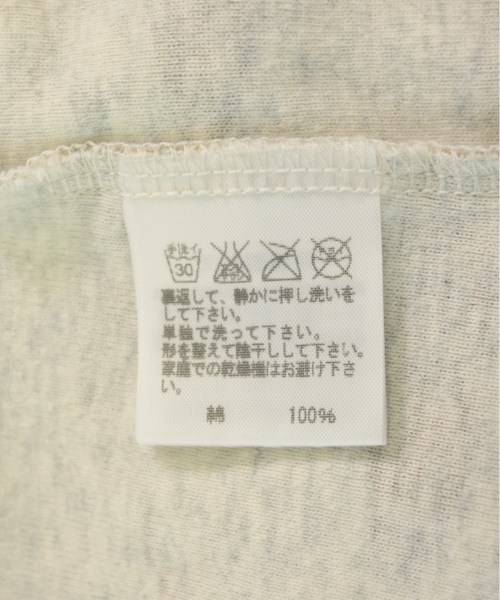 手洗イ
30
裏返して、静かに押し洗いを
して下さい。
単独で洗って下さい。
形を整えて陰干しして下さい。
家庭での乾燥機はお避け下さ
い。
綿 100%